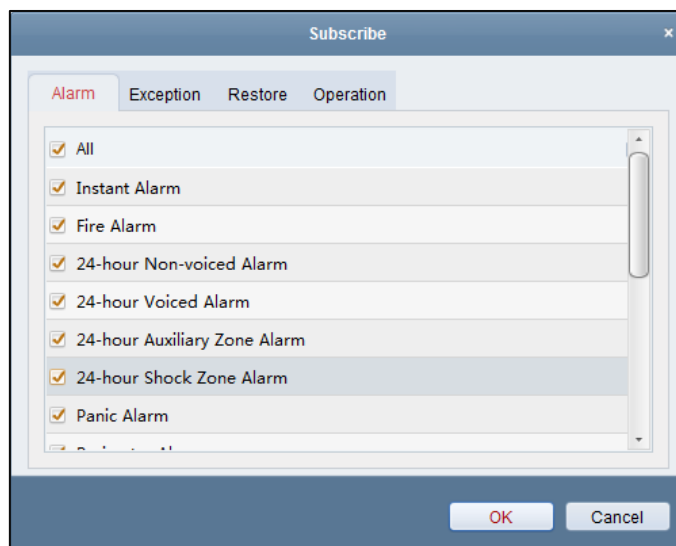 Subscribe
Alarm Exception Restore Operation
All
Instant Alarm
Fire Alarm
24-hour Non-voiced Alarm
24-hour Voiced Alarm
24-hour Auxiliary Zone Alarm
24-hour Shock Zone Alarm
Panic Alarm
OK Cancel